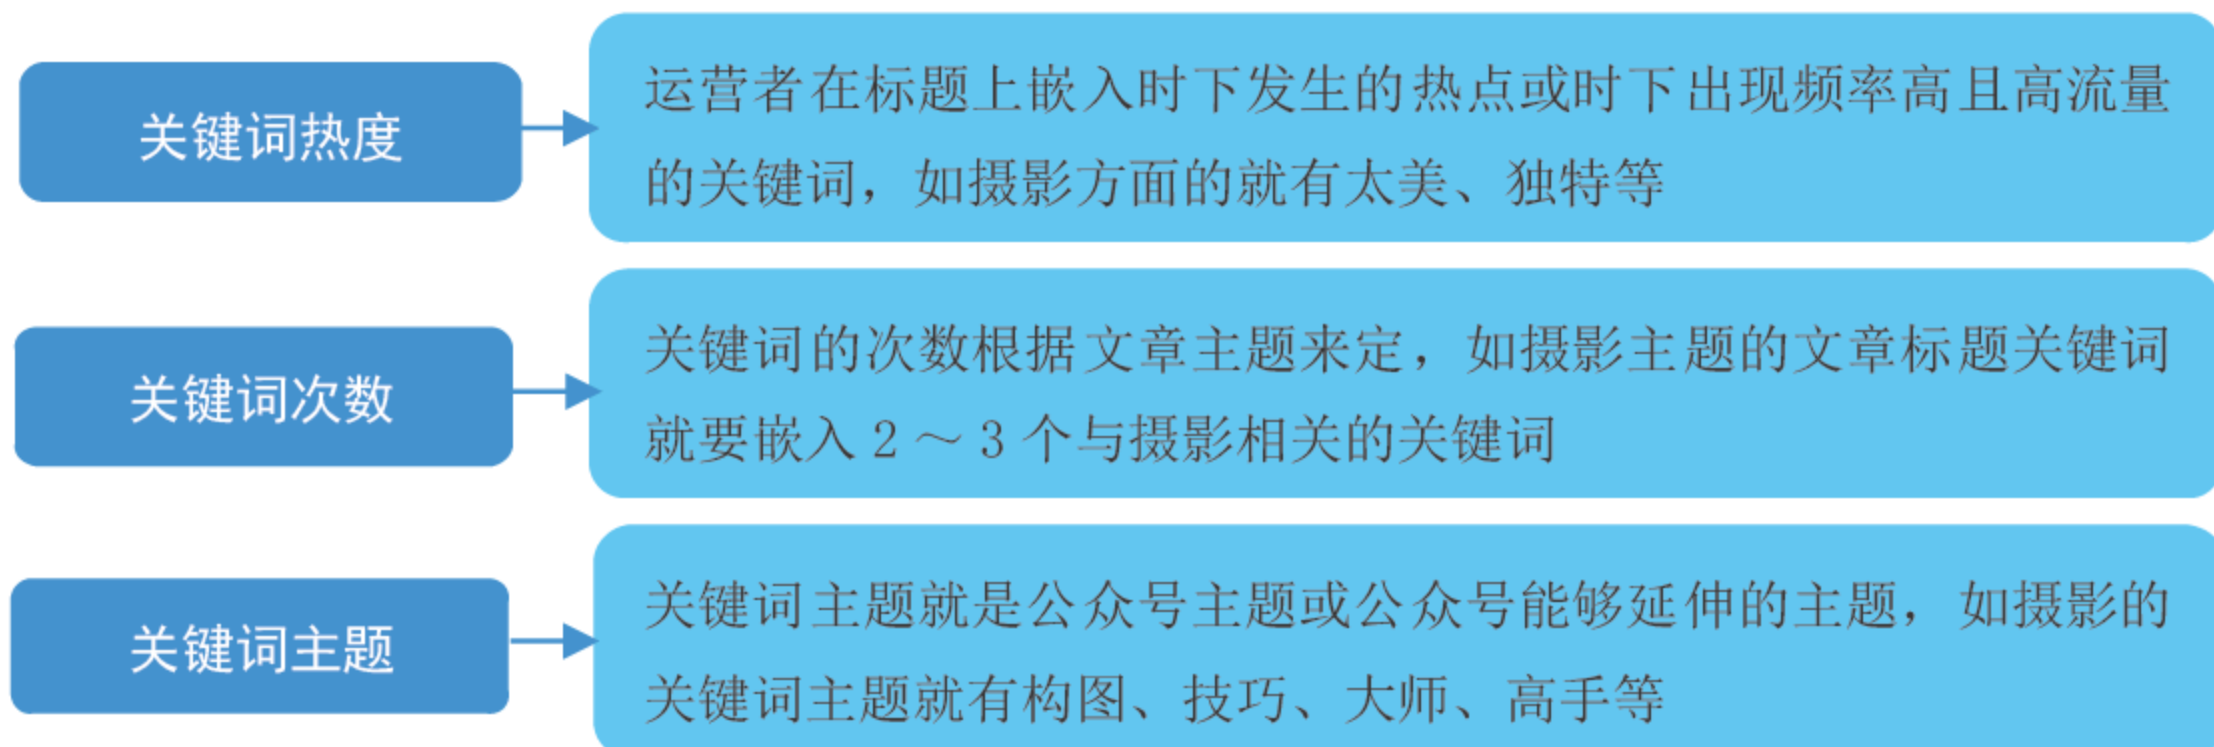 关键词热度
运营者在标题上嵌入时下发生的热点或时下出现频率高且高流量
的关键词，如摄影方面的就有太美、独特等
关键词次数
关键词的次数根据文章主题来定，如摄影主题的文章标题关键词
就要嵌入 2 ～ 3 个与摄影相关的关键词
关键词主题
关键词主题就是公众号主题或公众号能够延伸的主题，如摄影的
关键词主题就有构图、技巧、大师、高手等